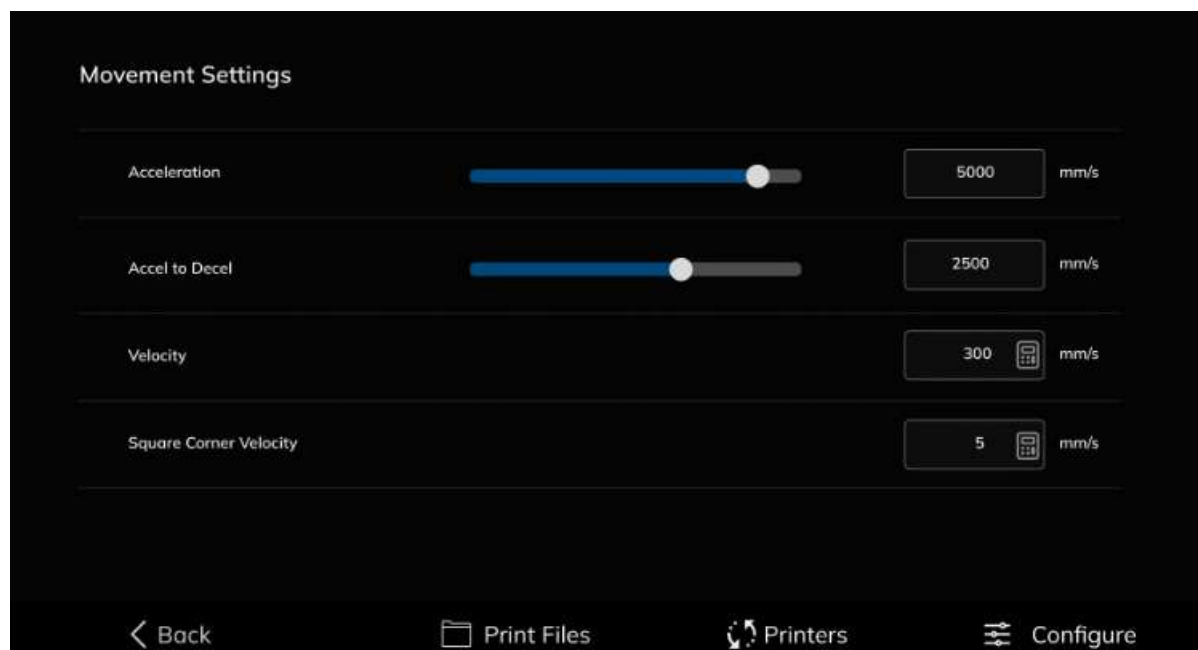 Movement Settings
Acceleration 5000 mm/s
Accel to Decel 2500 mm/s
Velocity 300 mm/s
Square Corner Velocity 5 mm/s
Back Print Files Printers Configure